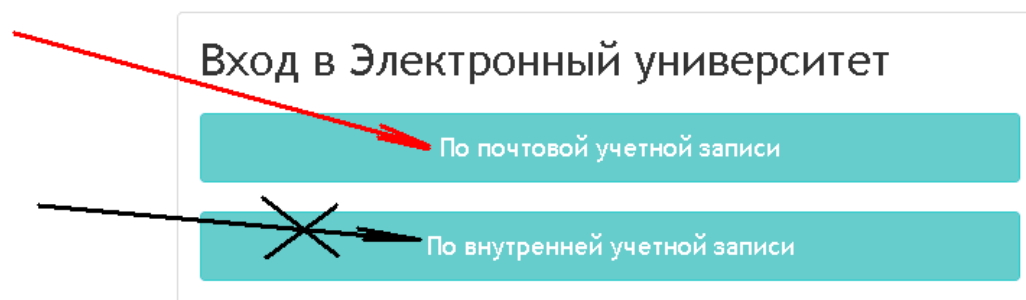 Вход в Электронный университет
По почтовой учетной записи
По внутренней учетной записи